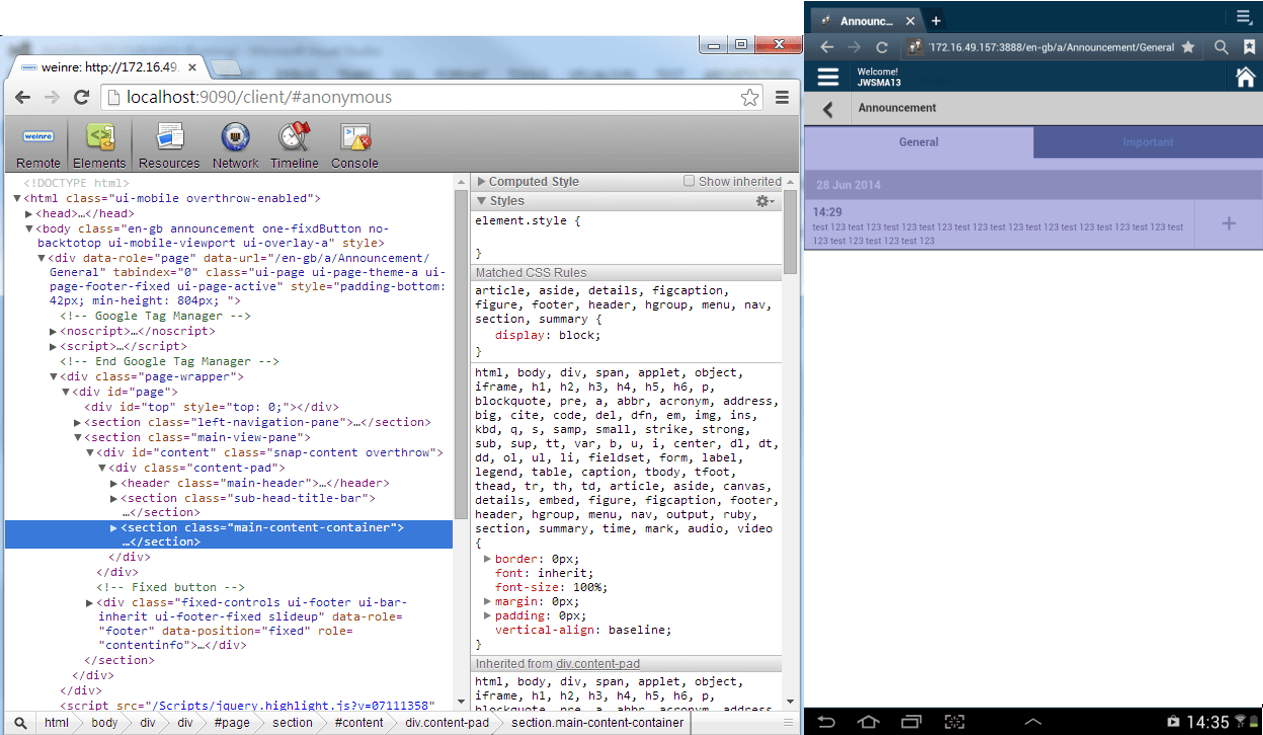 weinre: http://172.16.49.
localhost:9090/client/#anonymous
weinre
Remote
Elements
Resources
Network
Timeline
Console
<!DOCTYPE html>
▼<html class="ui-mobile overthrow-enabled">
▶<head>…</head>
▼<body class="en-gb announcement one-fixdButton no-
backtotop ui-mobile-viewport ui-overlay-a" style>
▼<div data-role="page" data-url="/en-gb/a/Announcement/
General" tabindex="0" class="ui-page ui-page-theme-a ui-
page-footer-fixed ui-page-active" style="padding-bottom:
42px; min-height: 804px; ">
<!-- Google Tag Manager -->
▶<noscript>…</noscript>
▶<script>…</script>
<!-- End Google Tag Manager -->
▼<div class="page-wrapper">
▼<div id="page">
<div id="top" style="top: 0;"></div>
▶<section class="left-navigation-pane">…</section>
▼<section class="main-view-pane">
▼<div id="content" class="snap-content overthrow">
▼<div class="content-pad">
▶<header class="main-header">…</header>
▶<section class="sub-head-title-bar">
…</section>
▶<section class="main-content-container">
…</section>
</div>
</div>
<!-- Fixed button -->
▶<div class="fixed-controls ui-footer ui-bar-
inherit ui-footer-fixed slideup" data-role=
"footer" data-position="fixed" role=
"contentinfo">…</div>
</section>
</div>
</div>
<script src="/Scripts/jquery.highlight.js?v=07111358"
html
body
div
div
#page
section
#content
div.content-pad
section.main-content-container
▶ Computed Style
Show inherited
▼ Styles
element.style {
}
Matched CSS Rules
article, aside, details, figcaption,
figure, footer, header, hgroup, menu, nav,
section, summary {
display: block;
}
html, body, div, span, applet, object,
iframe, h1, h2, h3, h4, h5, h6, p,
blockquote, pre, a, abbr, acronym, address,
big, cite, code, del, dfn, em, img, ins,
kbd, q, s, samp, small, strike, strong,
sub, sup, tt, var, b, u, i, center, dl, dt,
dd, ol, ul, li, fieldset, form, label,
legend, table, caption, tbody, tfoot,
thead, tr, th, td, article, aside, canvas,
details, embed, figure, figcaption, footer,
header, hgroup, menu, nav, output, ruby,
section, summary, time, mark, audio, video
{
▶ border: 0px;
font: inherit;
font-size: 100%;
▶ margin: 0px;
▶ padding: 0px;
vertical-align: baseline;
}
Inherited from div.content-pad
html, body, div, span, applet, object,
iframe, h1, h2, h3, h4, h5, h6, p,
blockquote, pre, a, abbr, acronym, address,
Announc...
172.16.49.157:3888/en-gb/a/Announcement/General
Welcome!
JWSMA13
Announcement
General
Important
28 Jun 2014
14:29
test 123 test 123 test 123 test 123 test 123 test 123 test 123 test 123 test 123 test 123 test
123 test 123 test 123 test 123
14:35